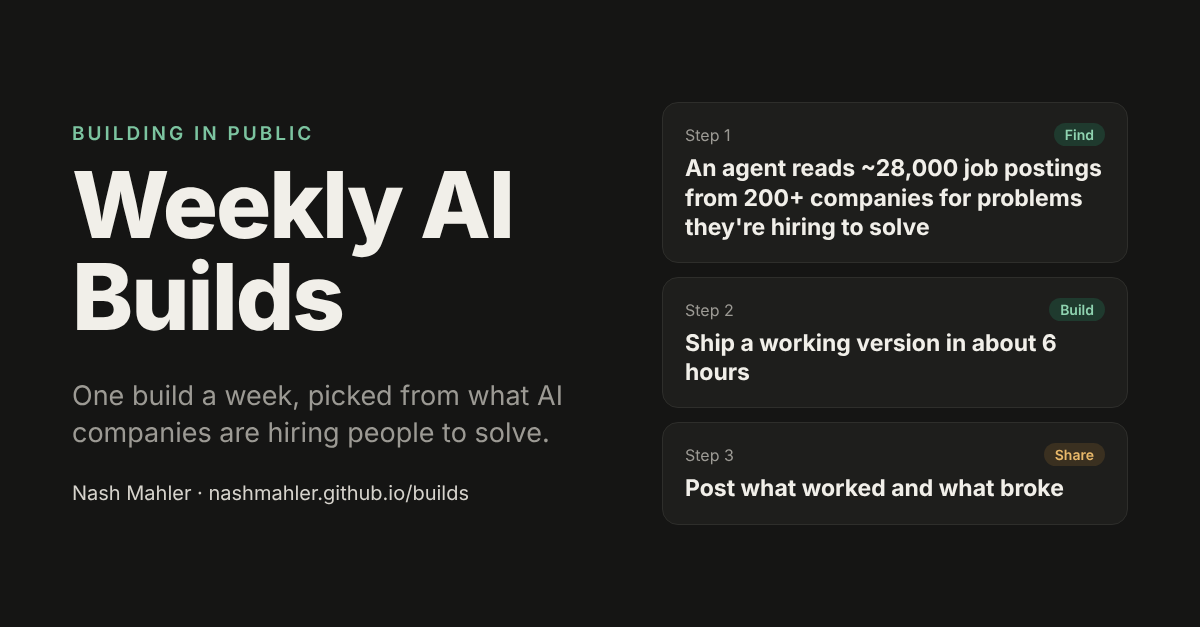 BUILDING IN PUBLIC
Weekly AI
Builds
One build a week, picked from what AI
companies are hiring people to solve.
Nash Mahler · nashmahler.github.io/builds
Step 1
Find
An agent reads ~28,000 job postings
from 200+ companies for problems
they're hiring to solve
Step 2
Build
Ship a working version in about 6
hours
Step 3
Share
Post what worked and what broke